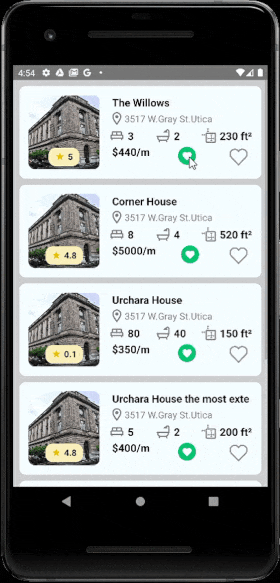 4:54
The Willows
3517 W.Gray St.Utica
3 2 230 ft²
5 $440/m
Corner House
3517 W.Gray St.Utica
8 4 520 ft²
4.8 $5000/m
Urchara House
3517 W.Gray St.Utica
80 40 150 ft²
0.1 $350/m
Urchara House the most exte
3517 W.Gray St.Utica
5 2 200 ft²
4.8 $400/m